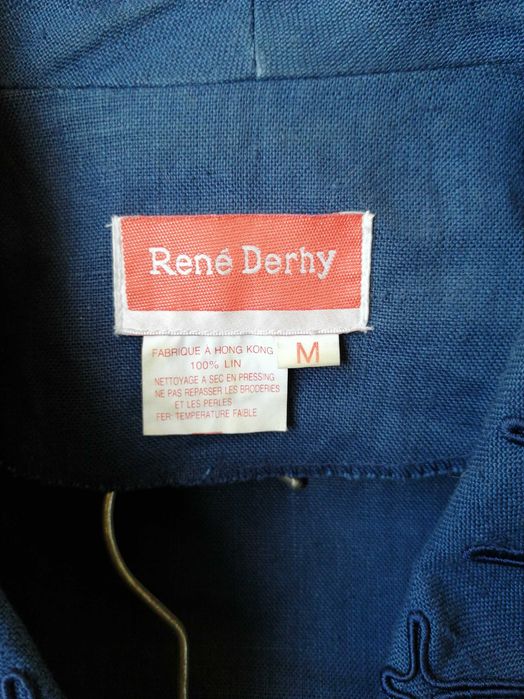 René Derhy
FABRIQUE A HONG KONG
100% LIN
NETTOYAGE A SEC EN PRESSING
NE PAS REPASSER LES BRODERIES
ET LES PERLES
FER TEMPERATURE FAIBLE
M